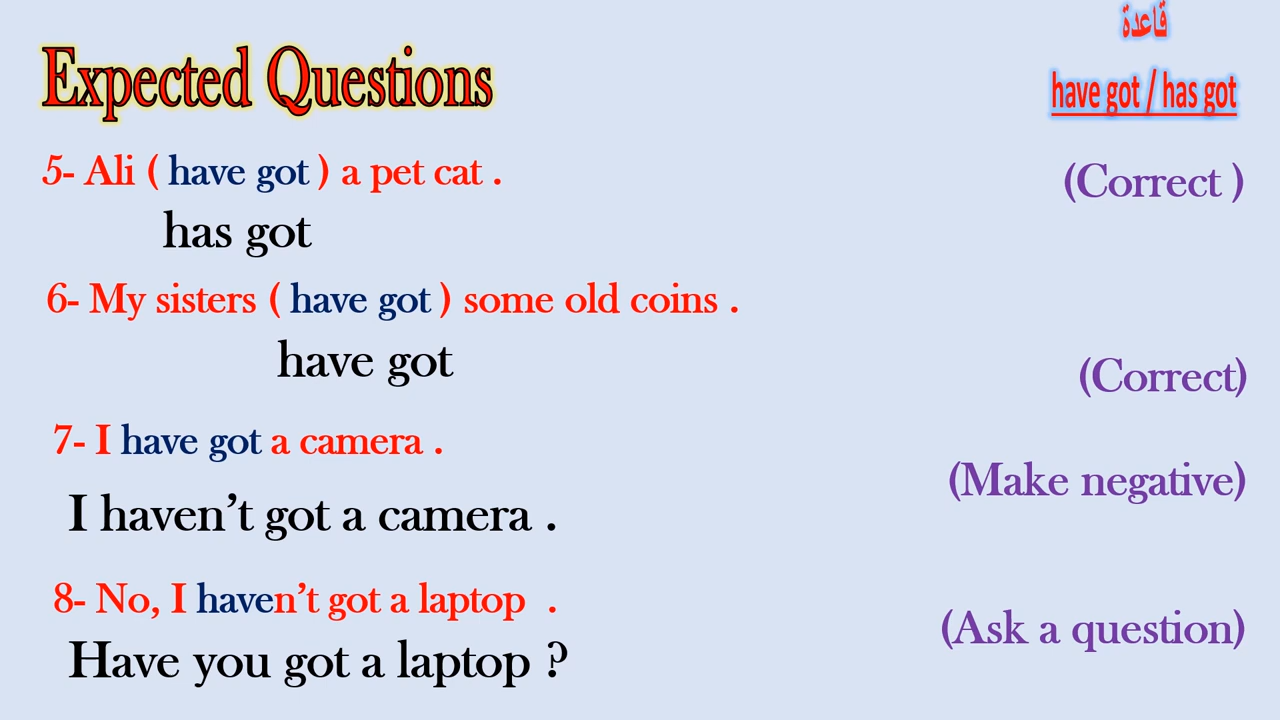 قاعدة
have got / has got
Expected Questions
5- Ali ( have got ) a pet cat . (Correct )
has got
6- My sisters ( have got ) some old coins .
have got (Correct)
7- I have got a camera .
(Make negative)
I haven’t got a camera .
8- No, I haven’t got a laptop .
(Ask a question)
Have you got a laptop ?